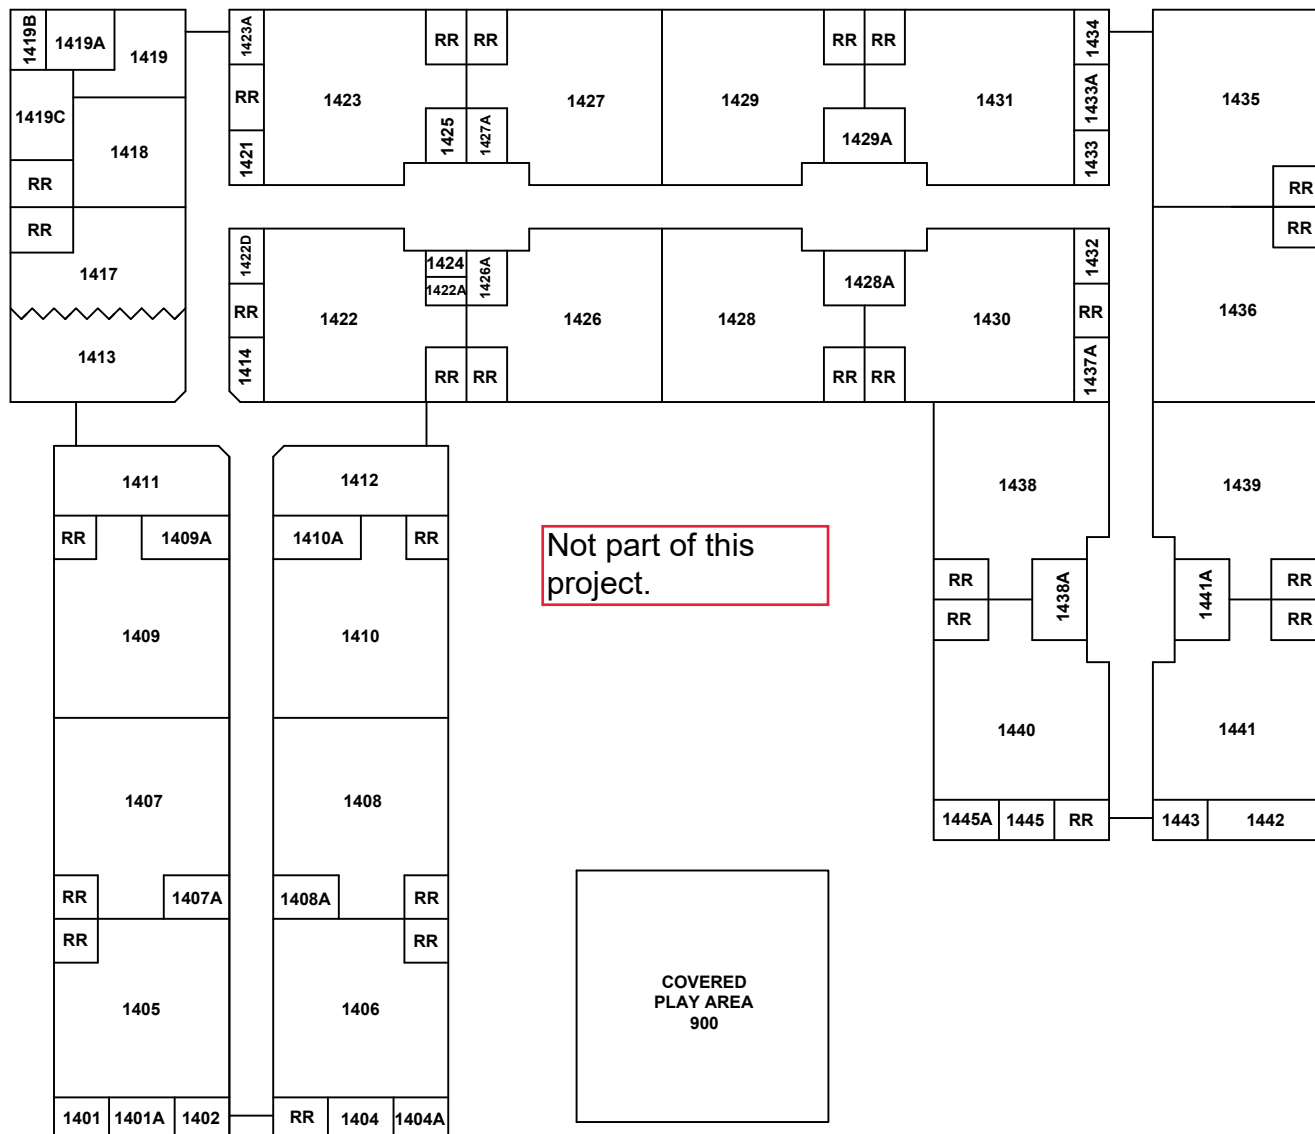 1419B
1419A
1419
1423A
RR
RR
RR
RR
1434
1419C
RR
1423
1427
1429
1431
1433A
1435
1418
1421
1425
1427A
1429A
1433
RR
RR
RR
RR
1422D
1424
1426A
1432
1417
1422A
1428A
1436
RR
1422
1426
1428
1430
RR
1413
1414
RR
RR
RR
RR
1437A
1411
1412
1438
1439
RR
1409A
1410A
RR
Not part of this
project.
RR
1438A
1441A
RR
RR
RR
1409
1410
1440
1441
1407
1408
1445A
1445
RR
1443
1442
RR
1407A
1408A
RR
RR
RR
1405
1406
COVERED
PLAY AREA
900
1401
1401A
1402
RR
1404
1404A